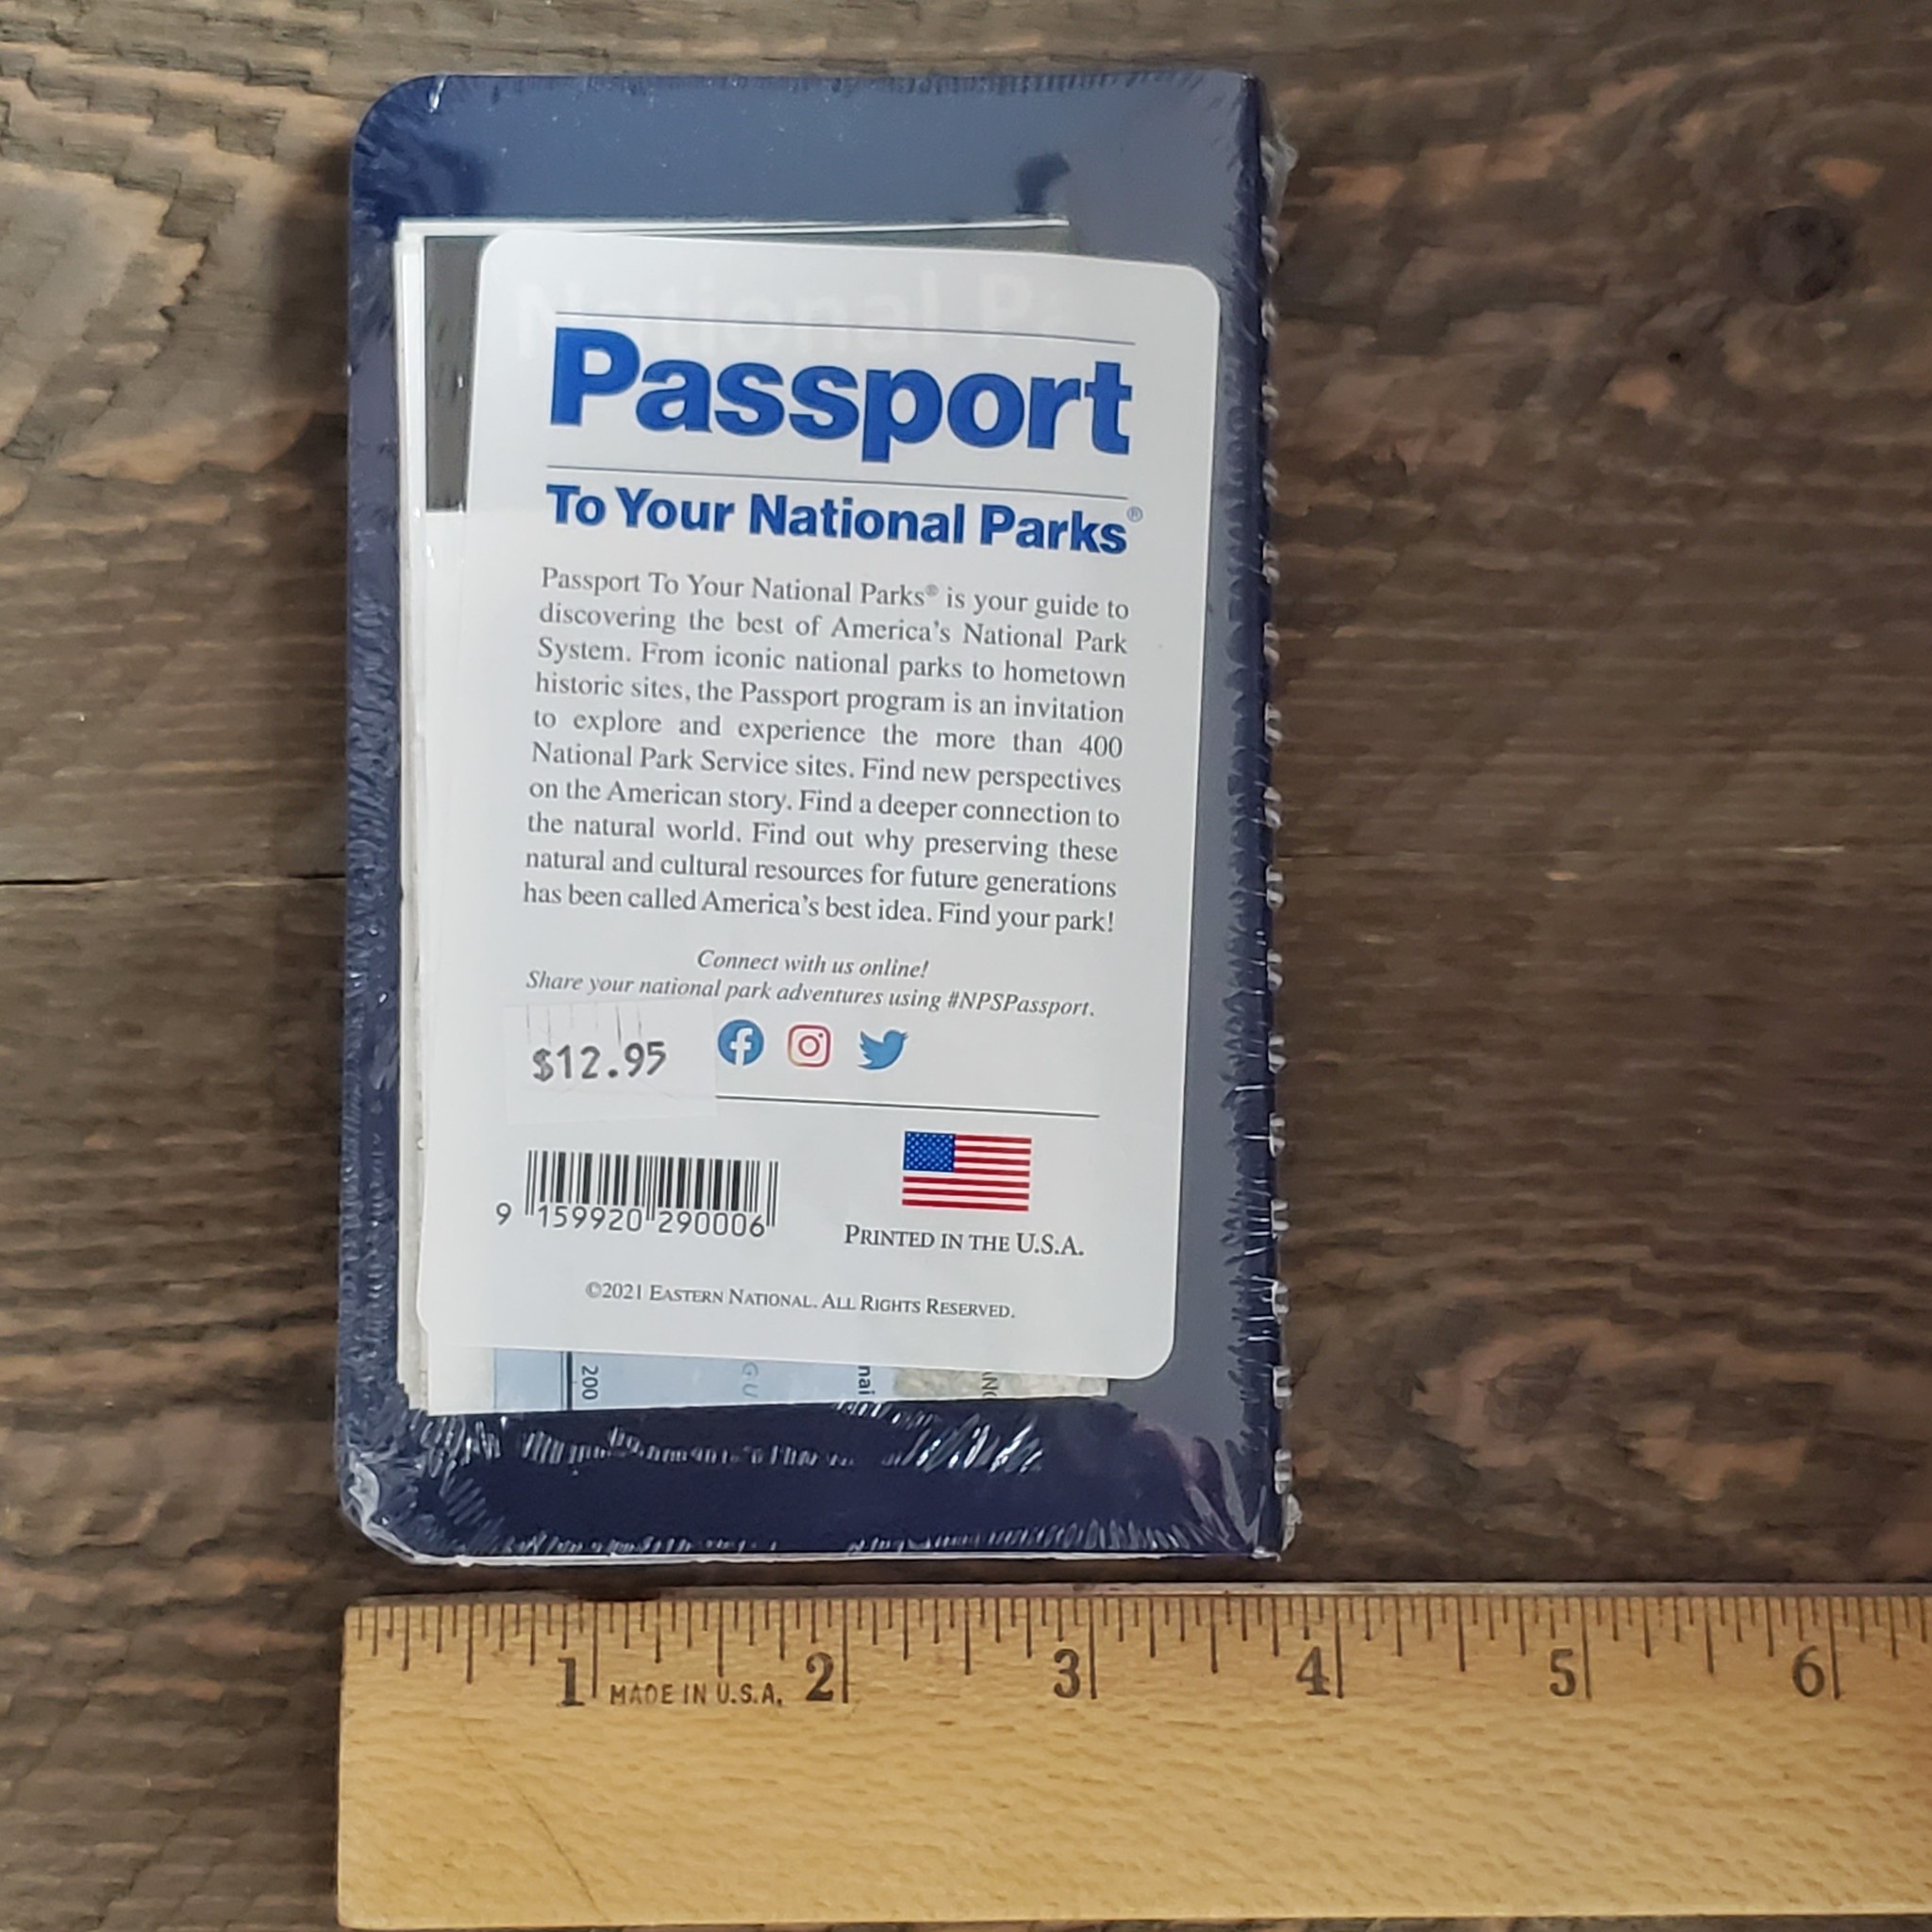 National Pa
Passport
To Your National Parks®
Passport To Your National Parks® is your guide to
discovering the best of America's National Park
System. From iconic national parks to hometown
historic sites, the Passport program is an invitation
to explore and experience the more than 400
National Park Service sites. Find new perspectives
on the American story. Find a deeper connection to
the natural world. Find out why preserving these
natural and cultural resources for future generations
has been called America's best idea. Find your park!
Connect with us online!
Share your national park adventures using #NPSPassport.
$12.95
9 159920 290006
PRINTED IN THE U.S.A.
©2021 EASTERN NATIONAL. ALL RIGHTS RESERVED.
200
GU
nai
1 MADE IN U.S.A. 2 3 4 5 6